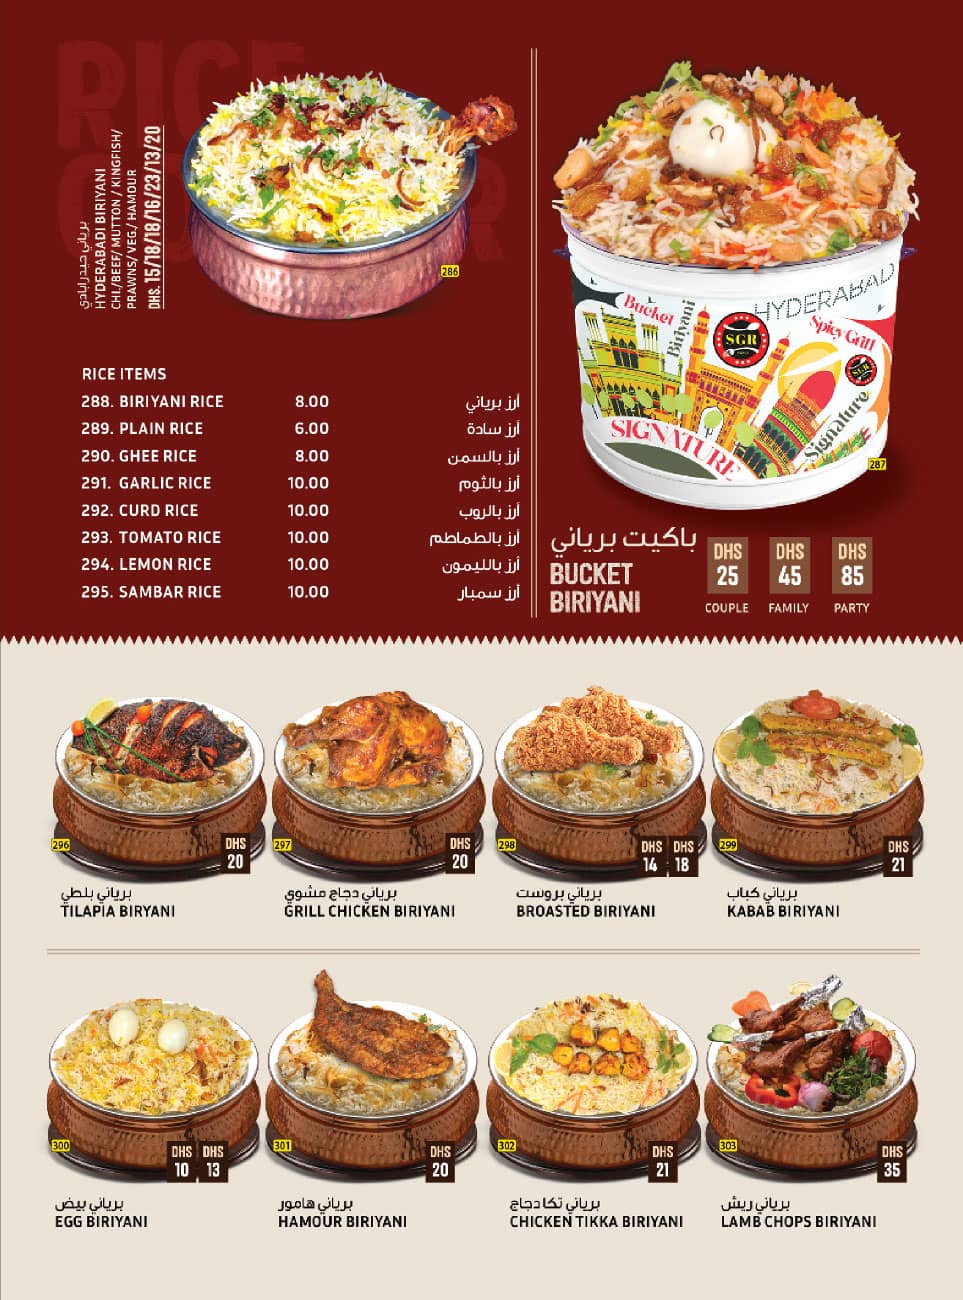 RICE
CORNER
برياني حيدرابادي
HYDERABADI BIRIYANI
CHI./BEEF/ MUTTON / KINGFISH/
PRAWNS/ VEG./ HAMOUR
DHS. 15/18/18/16/23/13/20
286
RICE ITEMS
288. BIRIYANI RICE 8.00 أرز برياني
289. PLAIN RICE 6.00 أرز سادة
290. GHEE RICE 8.00 أرز بالسمن
291. GARLIC RICE 10.00 أرز بالثوم
292. CURD RICE 10.00 أرز بالروب
293. TOMATO RICE 10.00 أرز بالطماطم
294. LEMON RICE 10.00 أرز بالليمون
295. SAMBAR RICE 10.00 أرز سمبار
Bucket
Biriyani
HYDERABAD
SGR
Spicy Grill
SGR
SIGNATURE
Signature
287
باكيت برياني
BUCKET
BIRIYANI
DHS 25 COUPLE
DHS 45 FAMILY
DHS 85 PARTY
296
DHS 20
برياني بلطي
TILAPIA BIRYANI
297
DHS 20
برياني دجاج مشوي
GRILL CHICKEN BIRIYANI
298
DHS 14 DHS 18
برياني بروست
BROASTED BIRIYANI
299
DHS 21
برياني كباب
KABAB BIRIYANI
300
DHS 10 DHS 13
برياني بيض
EGG BIRIYANI
301
DHS 20
برياني هامور
HAMOUR BIRIYANI
302
DHS 21
برياني تكا دجاج
CHICKEN TIKKA BIRIYANI
303
DHS 35
برياني ريش
LAMB CHOPS BIRIYANI